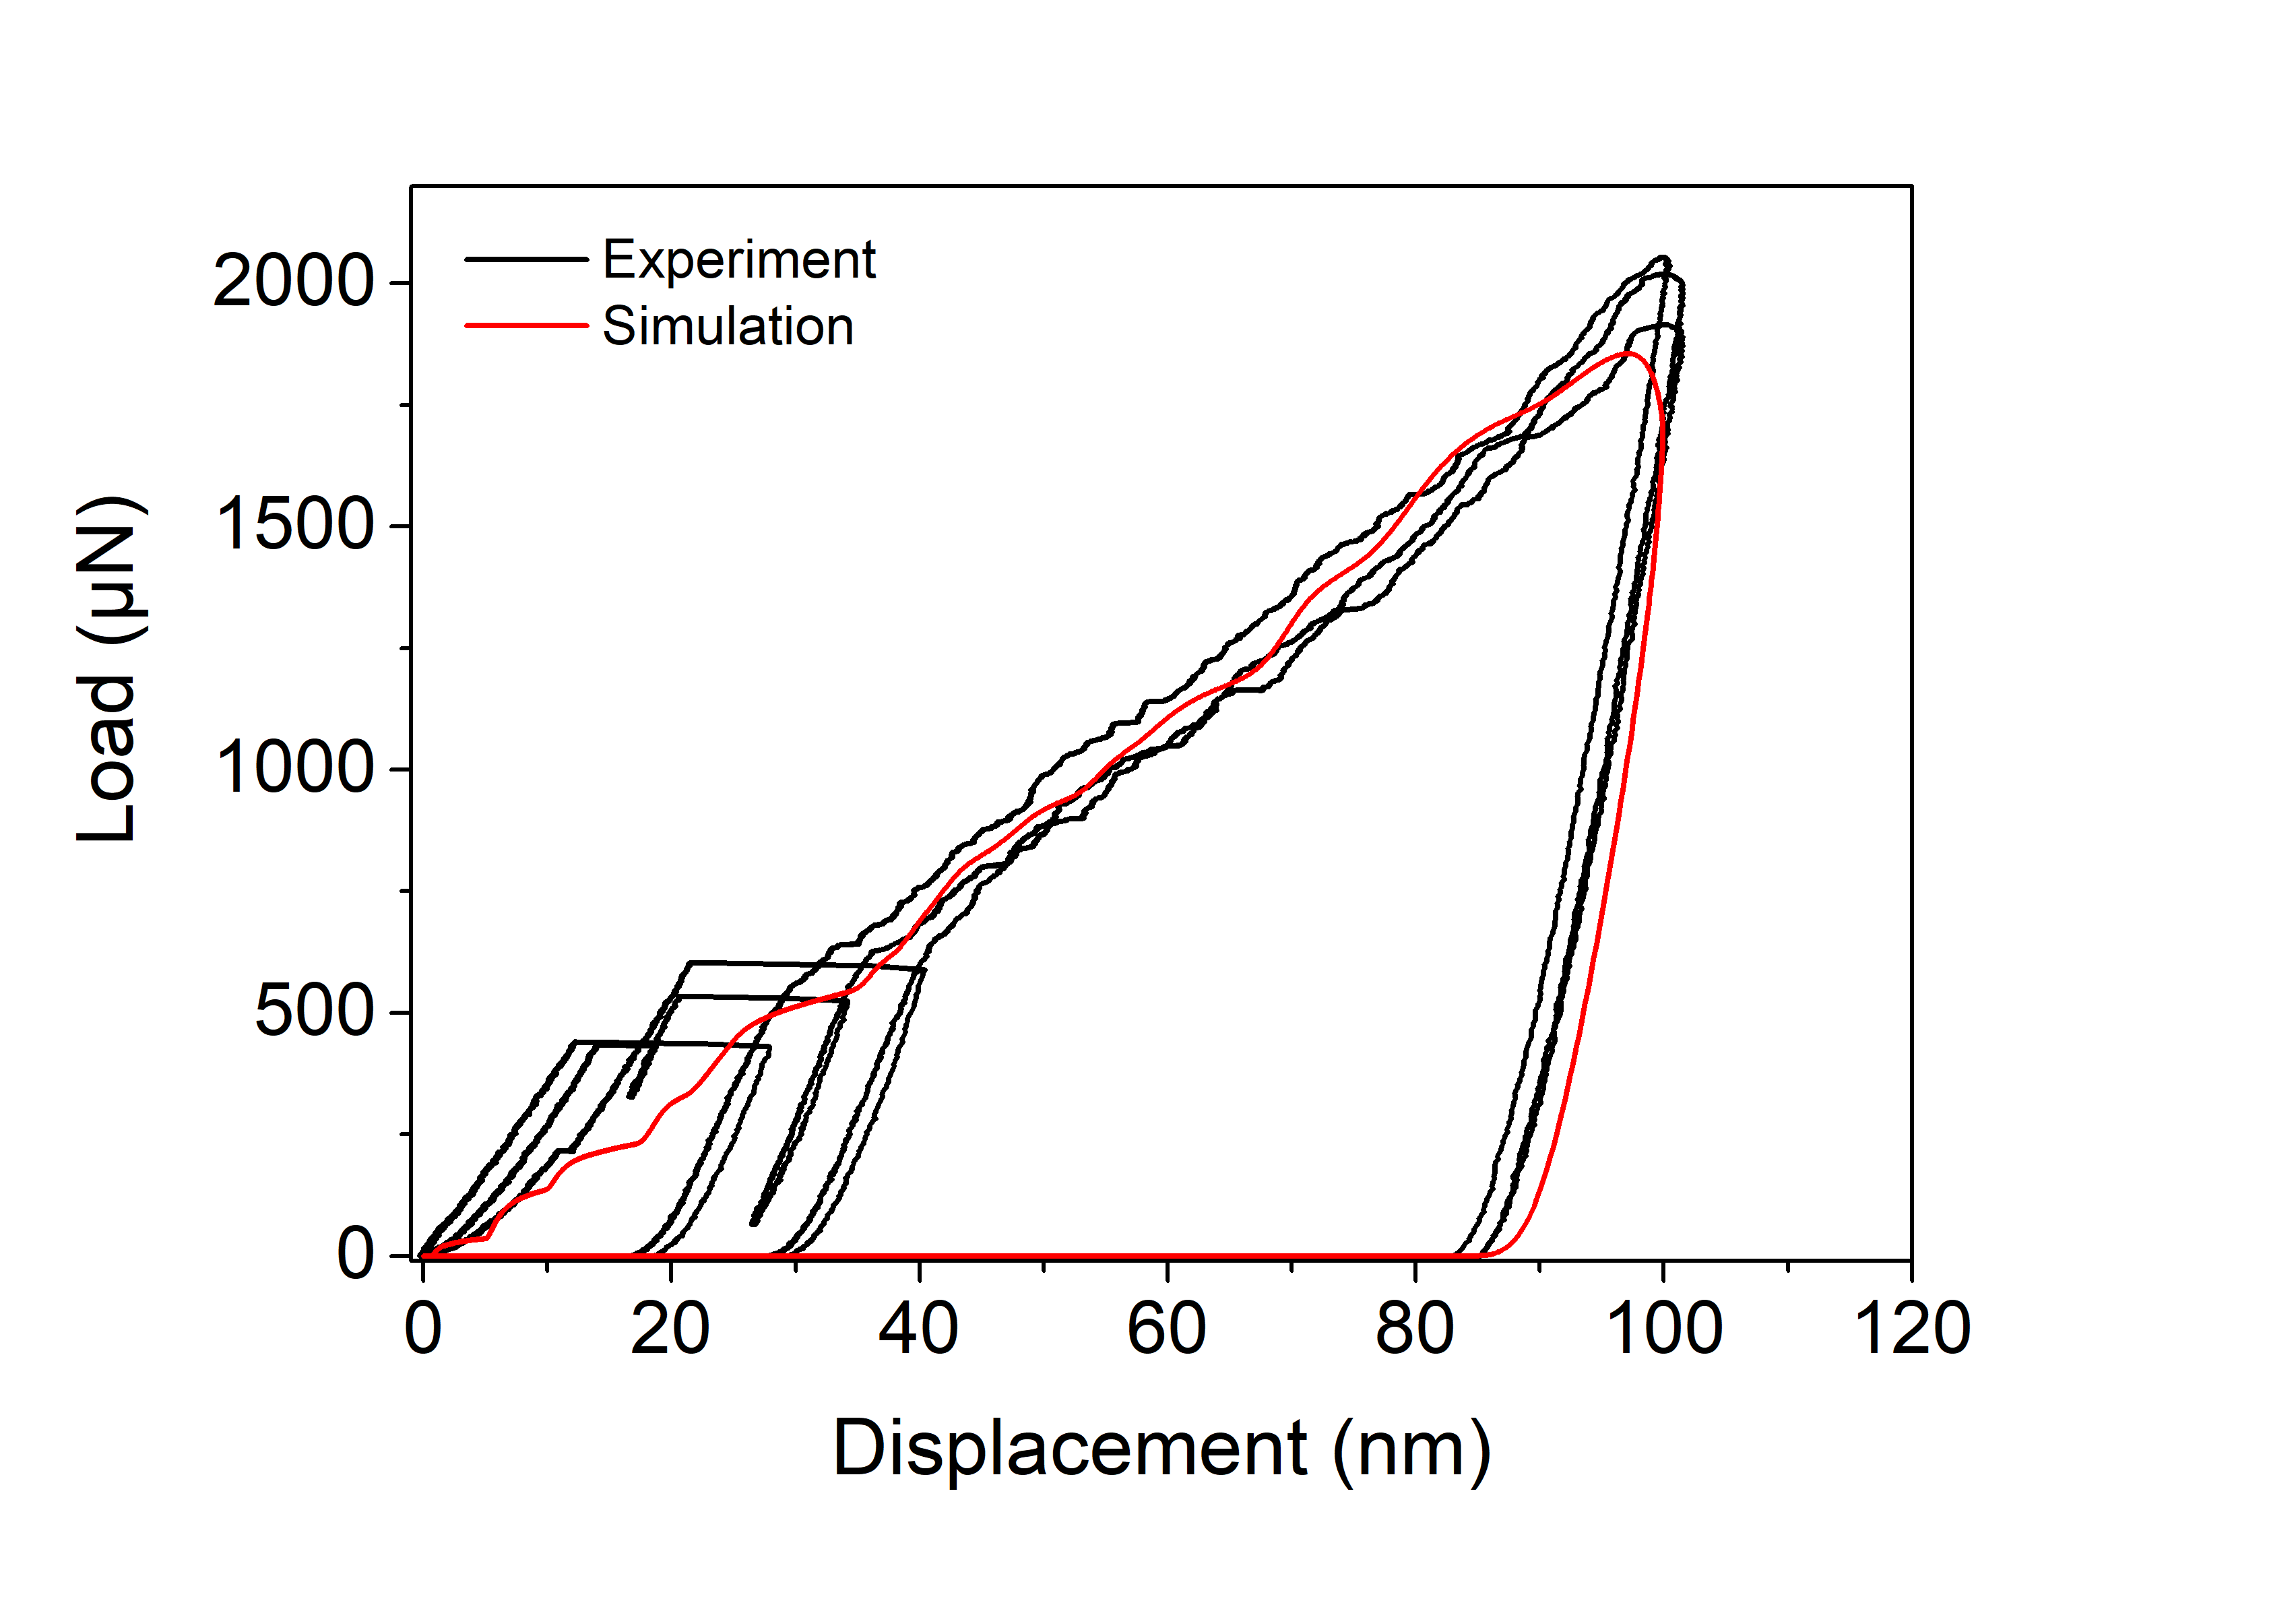 Experiment
Simulation
2000
1500
1000
500
0
Load (μN)
0 20 40 60 80 100 120
Displacement (nm)